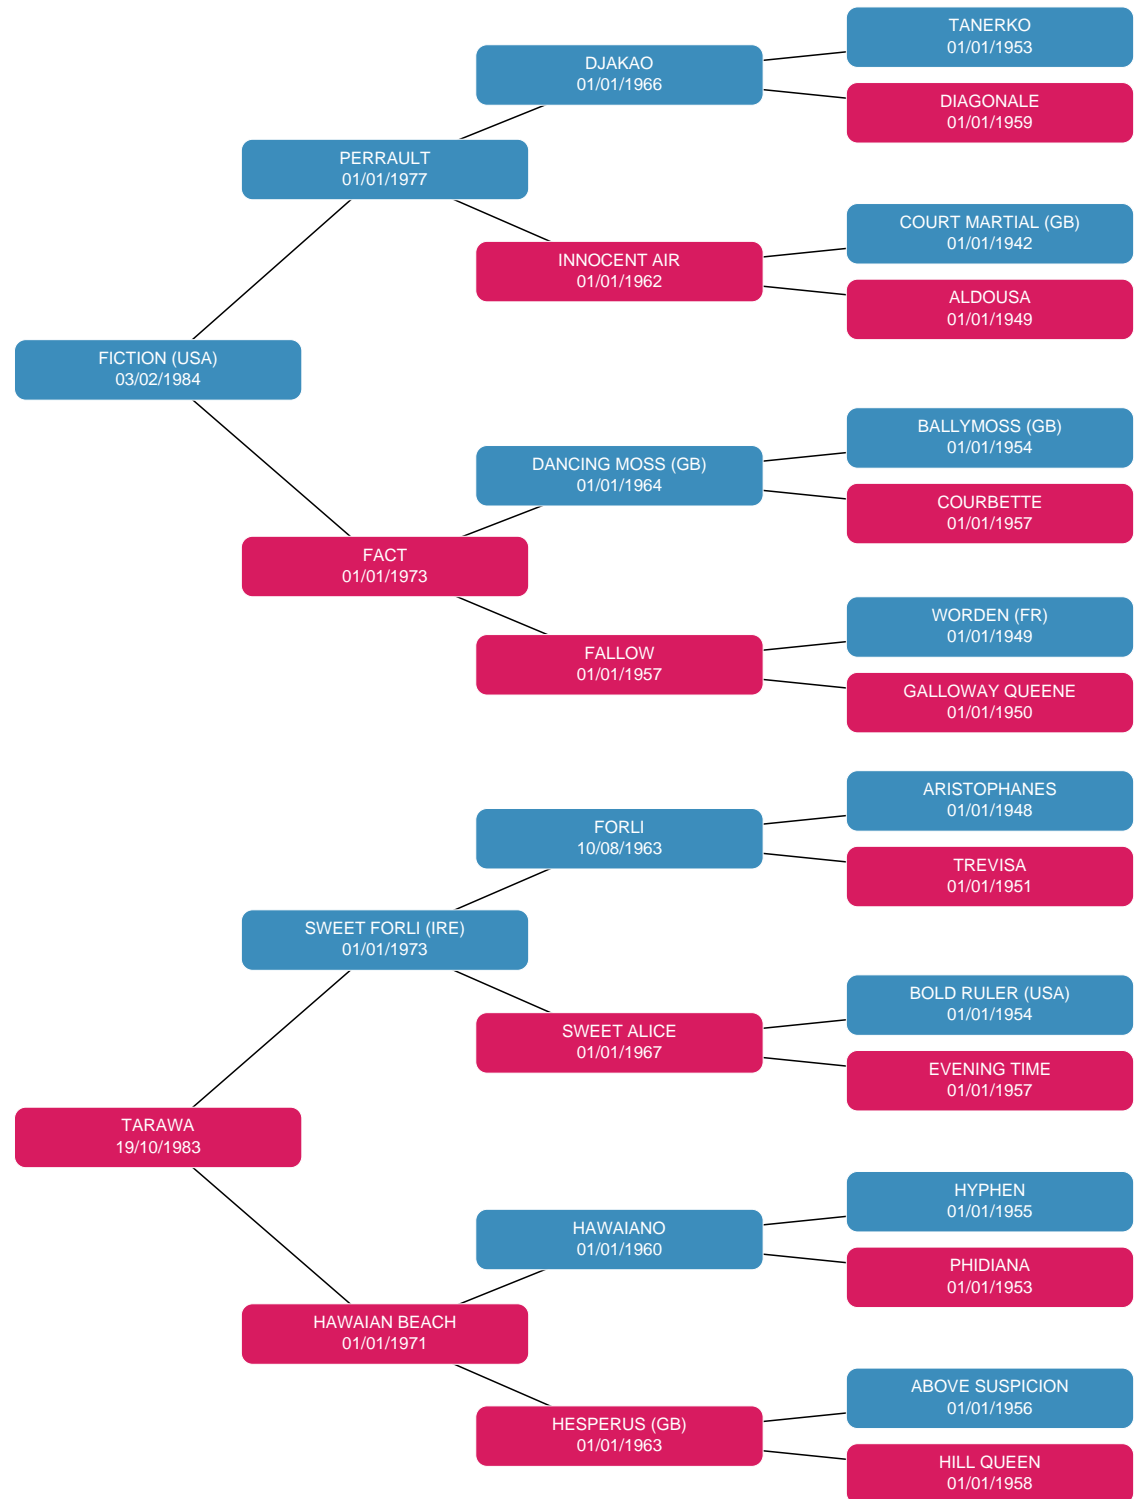 TANERKO
01/01/1953
DJAKAO
01/01/1966
DIAGONALE
01/01/1959
PERRAULT
01/01/1977
COURT MARTIAL (GB)
01/01/1942
INNOCENT AIR
01/01/1962
ALDOUSA
01/01/1949
FICTION (USA)
03/02/1984
BALLYMOSS (GB)
01/01/1954
DANCING MOSS (GB)
01/01/1964
COURBETTE
01/01/1957
FACT
01/01/1973
WORDEN (FR)
01/01/1949
FALLOW
01/01/1957
GALLOWAY QUEENE
01/01/1950
ARISTOPHANES
01/01/1948
FORLI
10/08/1963
TREVISA
01/01/1951
SWEET FORLI (IRE)
01/01/1973
BOLD RULER (USA)
01/01/1954
SWEET ALICE
01/01/1967
EVENING TIME
01/01/1957
TARAWA
19/10/1983
HYPHEN
01/01/1955
HAWAIANO
01/01/1960
PHIDIANA
01/01/1953
HAWAIAN BEACH
01/01/1971
ABOVE SUSPICION
01/01/1956
HESPERUS (GB)
01/01/1963
HILL QUEEN
01/01/1958